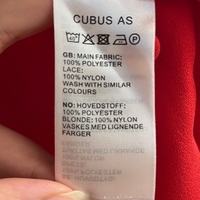 CUBUS AS
GB: MAIN FABRIC:
100% POLYESTER
LACE:
100% NYLON
WASH WITH SIMILAR
COLOURS
NO: HOVEDSTOFF:
100% POLYESTER
BLONDE: 100% NYLON
VASKES MED LIGNENDE
FARGER